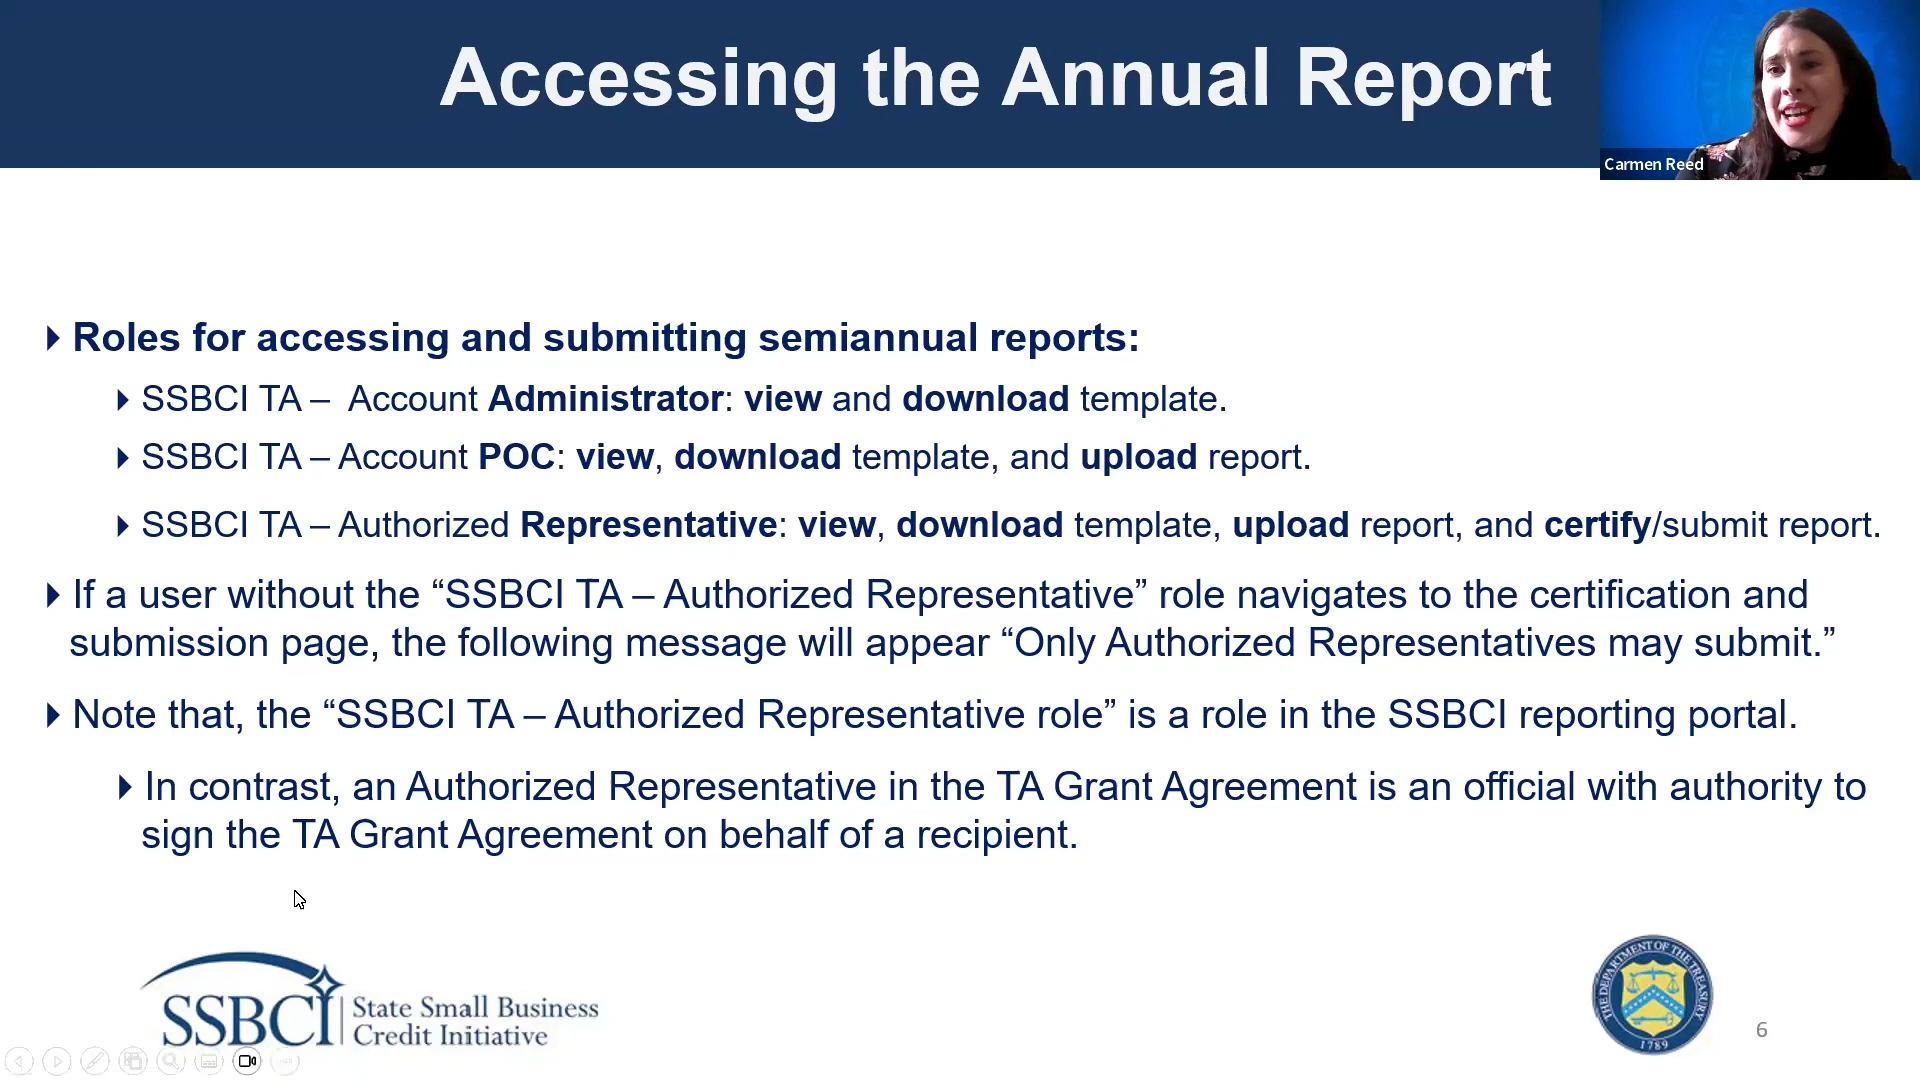 Accessing the Annual Report
Carmen Reed
Roles for accessing and submitting semiannual reports:
SSBCI TA –  Account Administrator: view and download template.
SSBCI TA – Account POC: view, download template, and upload report.
SSBCI TA – Authorized Representative: view, download template, upload report, and certify/submit report.
If a user without the “SSBCI TA – Authorized Representative” role navigates to the certification and
submission page, the following message will appear “Only Authorized Representatives may submit.”
Note that, the “SSBCI TA – Authorized Representative role” is a role in the SSBCI reporting portal.
In contrast, an Authorized Representative in the TA Grant Agreement is an official with authority to
sign the TA Grant Agreement on behalf of a recipient.
SSBCI
State Small Business
Credit Initiative
THE DEPARTMENT OF THE TREASURY
1789
6